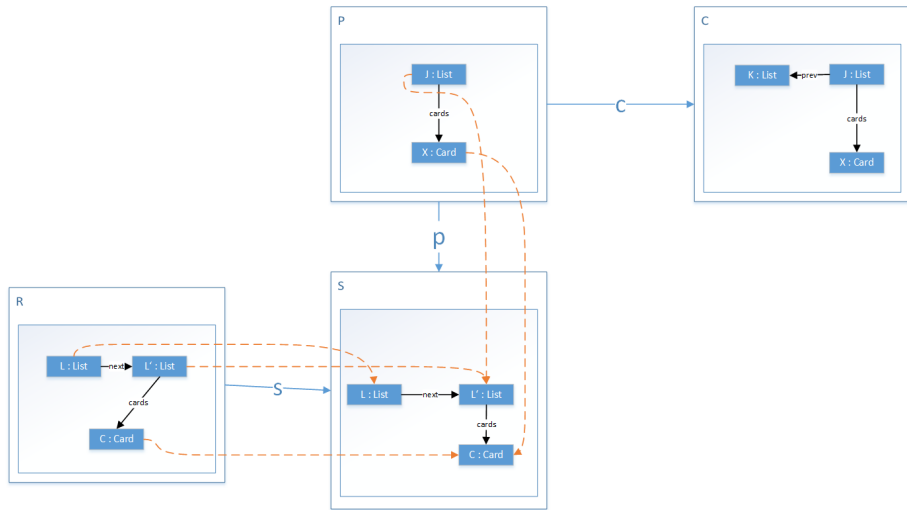 P
C
J : List
cards
X : Card
K : List
prev
J : List
cards
X : Card
C
p
R
L : List
next
L' : List
cards
C : Card
S
S
L : List
next
L' : List
cards
C : Card